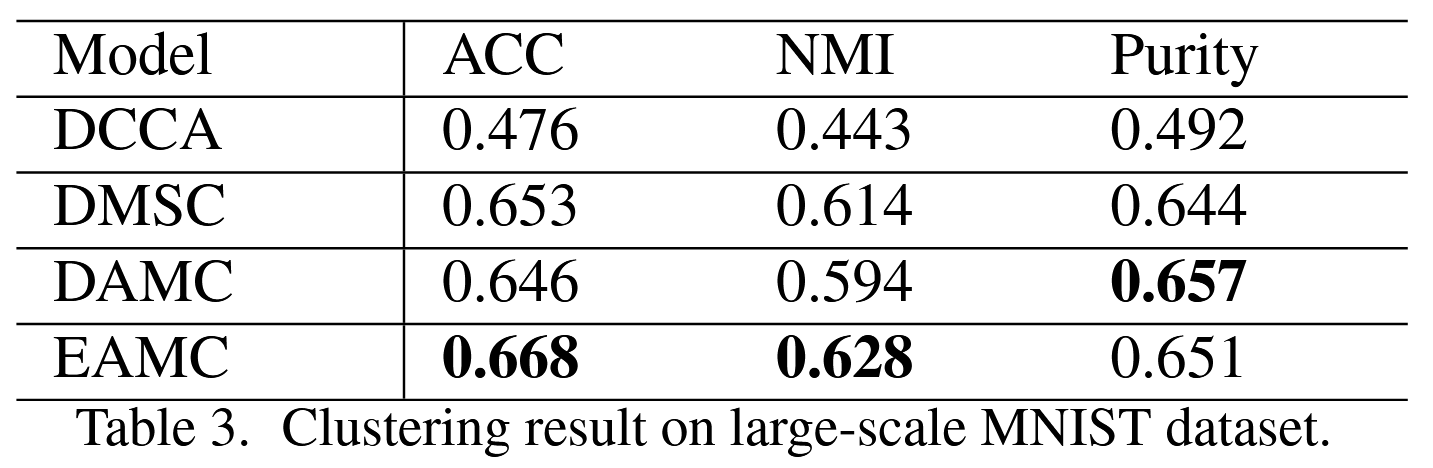 Model ACC NMI Purity
DCCA 0.476 0.443 0.492
DMSC 0.653 0.614 0.644
DAMC 0.646 0.594 0.657
EAMC 0.668 0.628 0.651
Table 3. Clustering result on large-scale MNIST dataset.